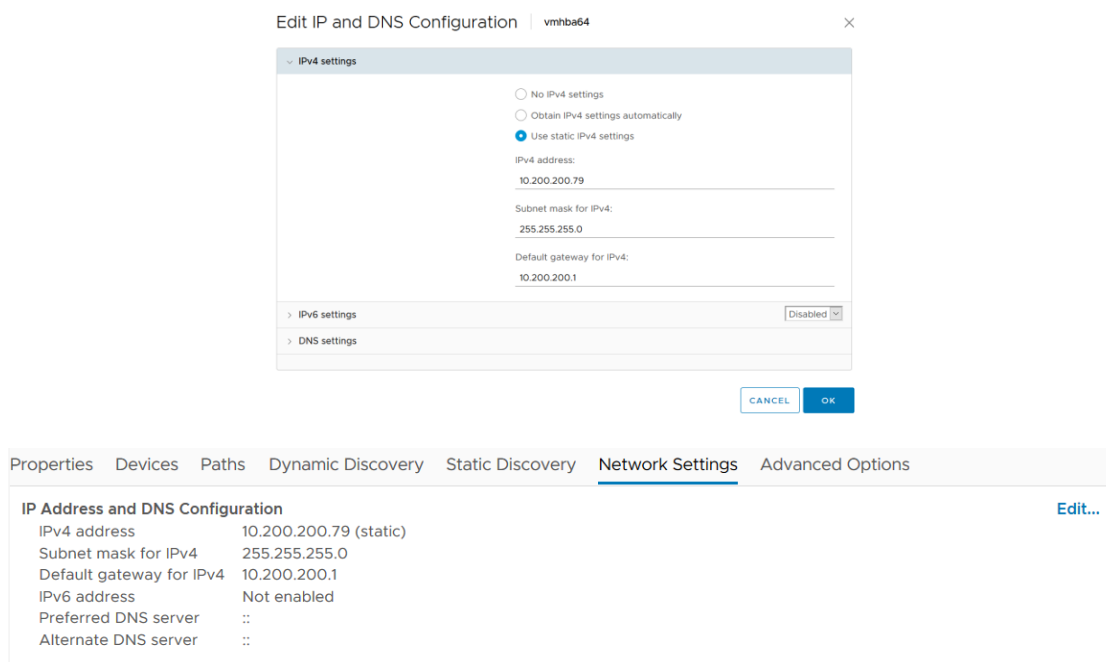 Edit IP and DNS Configuration vmhba64
IPv4 settings
No IPv4 settings
Obtain IPv4 settings automatically
Use static IPv4 settings
IPv4 address:
10.200.200.79
Subnet mask for IPv4:
255.255.255.0
Default gateway for IPv4:
10.200.200.1
IPv6 settings Disabled
DNS settings
CANCEL OK
Properties Devices Paths Dynamic Discovery Static Discovery Network Settings Advanced Options
IP Address and DNS Configuration Edit...
IPv4 address 10.200.200.79 (static)
Subnet mask for IPv4 255.255.255.0
Default gateway for IPv4 10.200.200.1
IPv6 address Not enabled
Preferred DNS server ::
Alternate DNS server ::